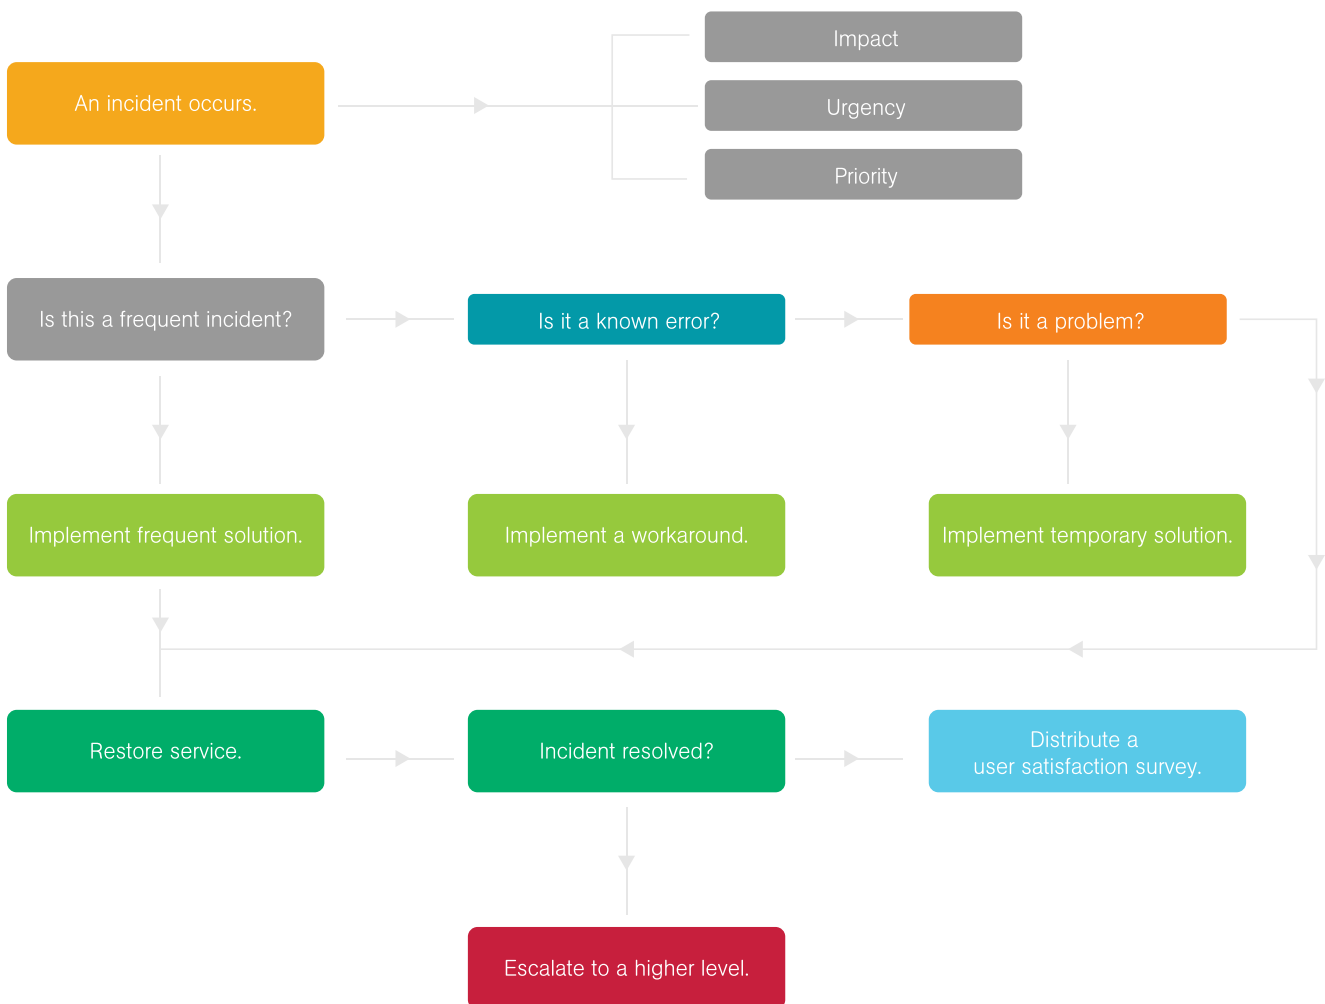 Impact
An incident occurs.
Urgency
Priority
Is this a frequent incident?
Is it a known error?
Is it a problem?
Implement frequent solution.
Implement a workaround.
Implement temporary solution.
Restore service.
Incident resolved?
Distribute a
user satisfaction survey.
Escalate to a higher level.